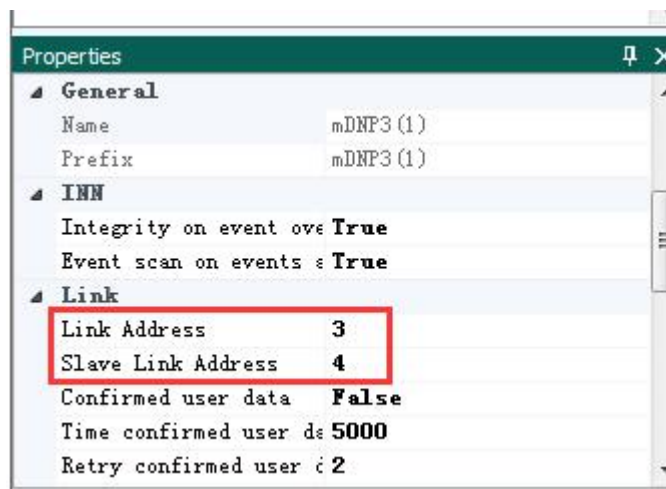 Properties
General
Name mDNP3(1)
Prefix mDNP3(1)
INN
Integrity on event ove True
Event scan on events True
Link
Link Address 3
Slave Link Address 4
Confirmed user data False
Time confirmed user 5000
Retry confirmed user 2